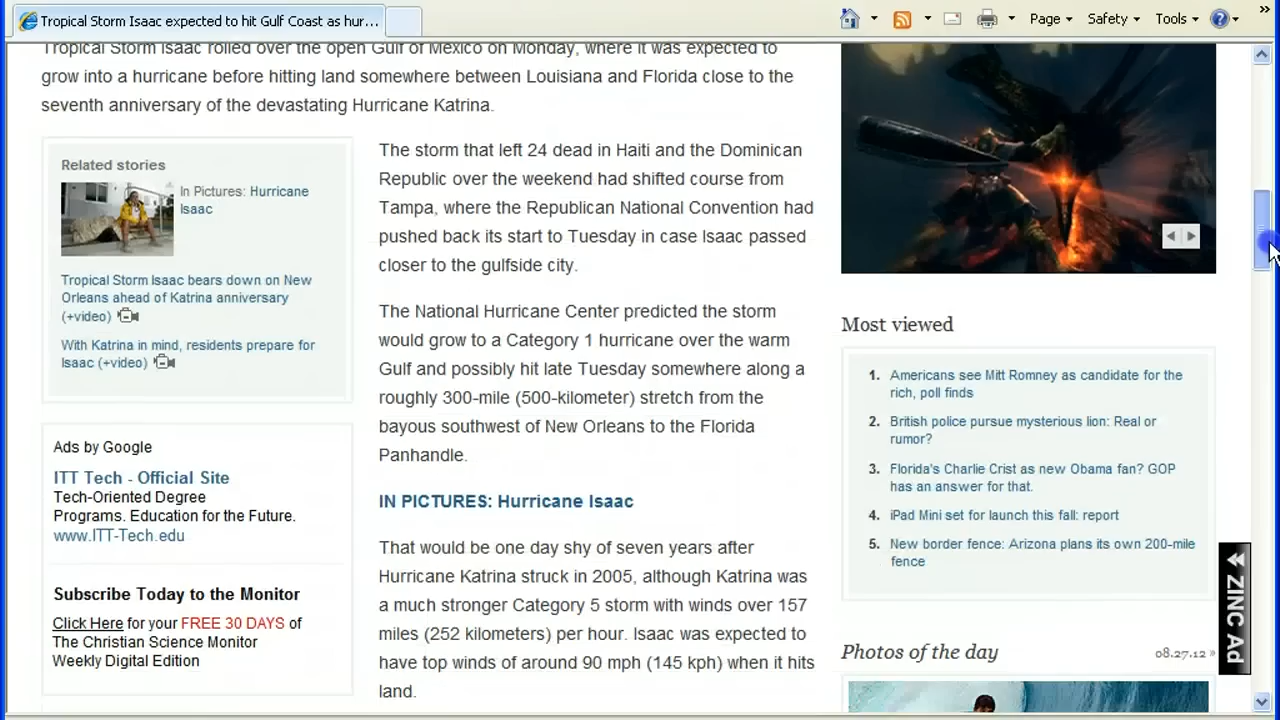 Tropical Storm Isaac expected to hit Gulf Coast as hur...
Page
Safety
Tools
Tropical Storm Isaac rolled over the open Gulf of Mexico on Monday, where it was expected to
grow into a hurricane before hitting land somewhere between Louisiana and Florida close to the
seventh anniversary of the devastating Hurricane Katrina.
Related stories
In Pictures: Hurricane
Isaac
Tropical Storm Isaac bears down on New
Orleans ahead of Katrina anniversary
(+video)
With Katrina in mind, residents prepare for
Isaac (+video)
Ads by Google
ITT Tech - Official Site
Tech-Oriented Degree
Programs. Education for the Future.
www.ITT-Tech.edu
Subscribe Today to the Monitor
Click Here for your FREE 30 DAYS of
The Christian Science Monitor
Weekly Digital Edition
The storm that left 24 dead in Haiti and the Dominican
Republic over the weekend had shifted course from
Tampa, where the Republican National Convention had
pushed back its start to Tuesday in case Isaac passed
closer to the gulfside city.
The National Hurricane Center predicted the storm
would grow to a Category 1 hurricane over the warm
Gulf and possibly hit late Tuesday somewhere along a
roughly 300-mile (500-kilometer) stretch from the
bayous southwest of New Orleans to the Florida
Panhandle.
IN PICTURES: Hurricane Isaac
That would be one day shy of seven years after
Hurricane Katrina struck in 2005, although Katrina was
a much stronger Category 5 storm with winds over 157
miles (252 kilometers) per hour. Isaac was expected to
have top winds of around 90 mph (145 kph) when it hits
land.
Most viewed
1. Americans see Mitt Romney as candidate for the
rich, poll finds
2. British police pursue mysterious lion: Real or
rumor?
3. Florida's Charlie Crist as new Obama fan? GOP
has an answer for that.
4. iPad Mini set for launch this fall: report
5. New border fence: Arizona plans its own 200-mile
fence
ZINC Ad
Photos of the day
08.27.12 »